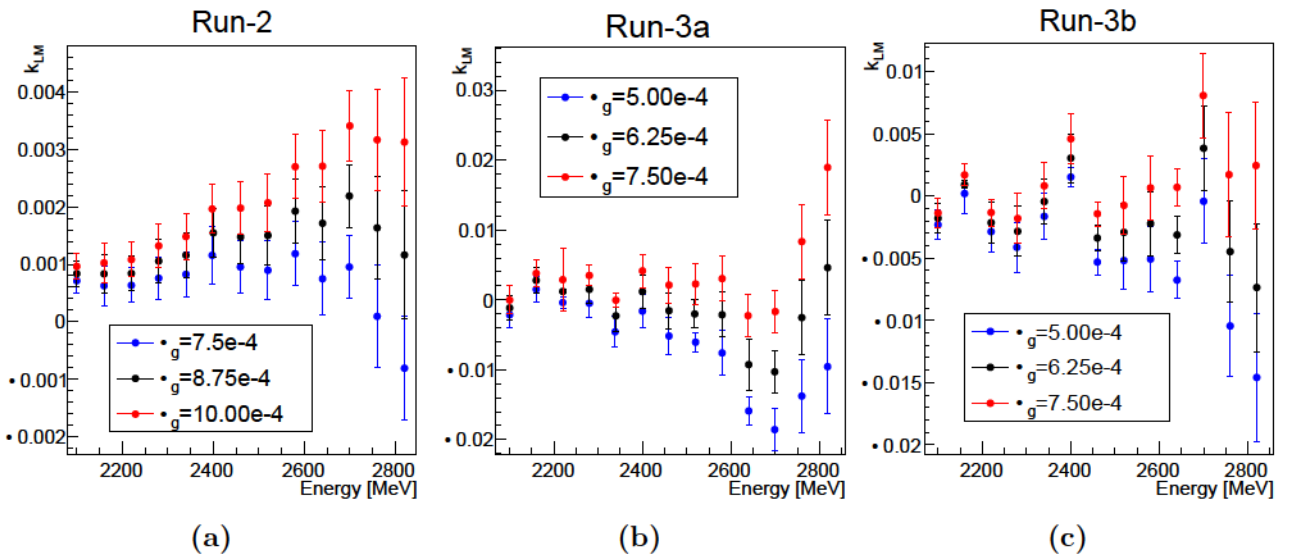 Run-2
k_LM
0.004
0.003
0.002
0.001
0
•0.001
•0.002
•g=7.5e-4
•g=8.75e-4
•g=10.00e-4
2200 2400 2600 2800
Energy [MeV]
(a)
Run-3a
k_LM
0.03
0.02
0.01
0
•0.01
•0.02
•g=5.00e-4
•g=6.25e-4
•g=7.50e-4
2200 2400 2600 2800
Energy [MeV]
(b)
Run-3b
k_LM
0.01
0.005
0
•0.005
•0.01
•0.015
•0.02
•g=5.00e-4
•g=6.25e-4
•g=7.50e-4
2200 2400 2600 2800
Energy [MeV]
(c)